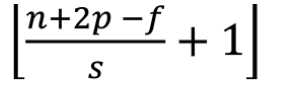 ⌊(n+2p −f)/s + 1⌋